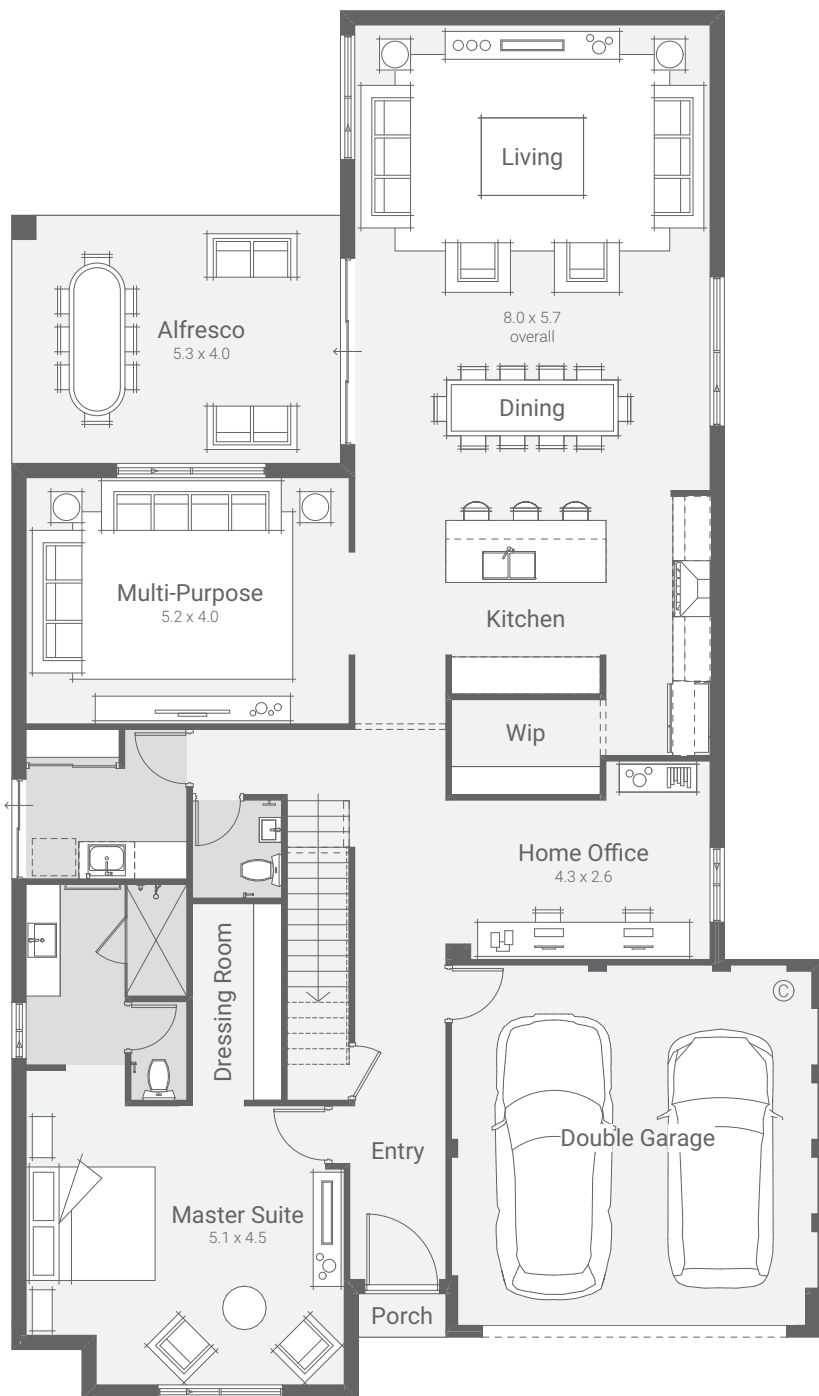 Living
8.0 x 5.7
overall
Alfresco
5.3 x 4.0
Dining
Multi-Purpose
5.2 x 4.0
Kitchen
Wip
Home Office
4.3 x 2.6
Dressing Room
C
Double Garage
Entry
Master Suite
5.1 x 4.5
Porch